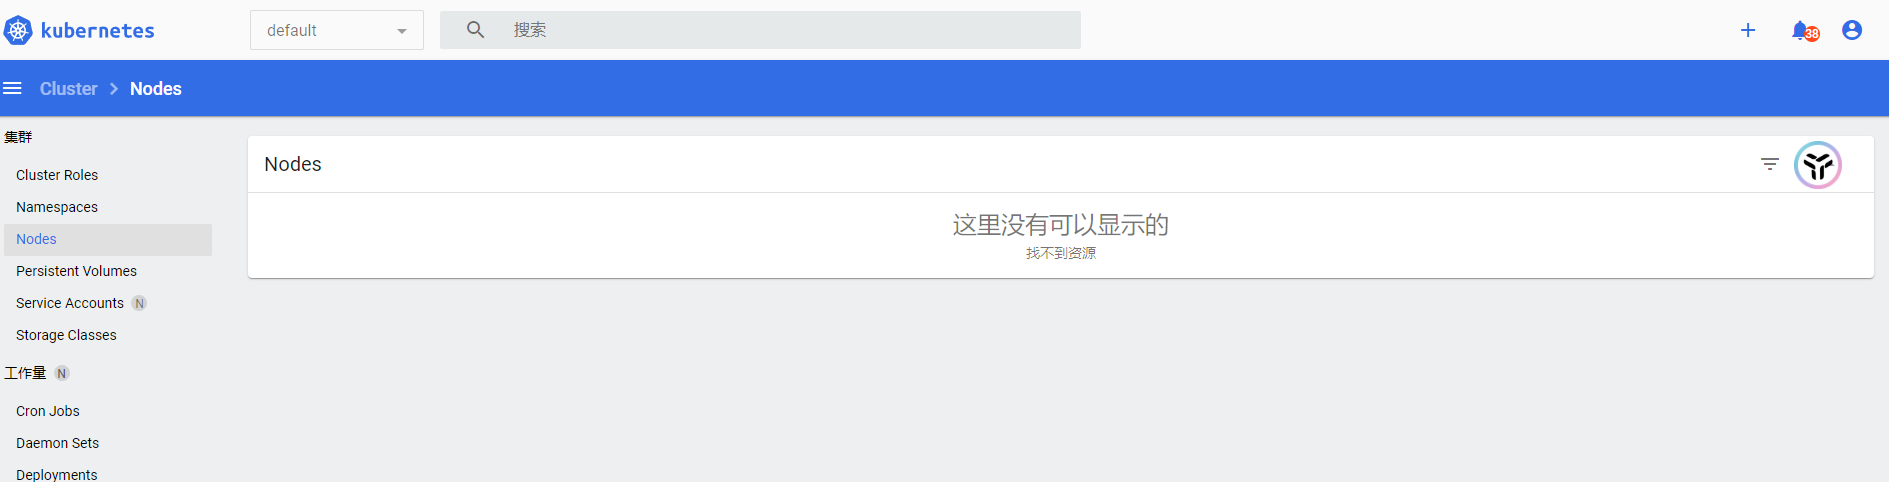 kubernetes
default
搜索
38
Cluster
Nodes
集群
Cluster Roles
Namespaces
Nodes
Persistent Volumes
Service Accounts N
Storage Classes
工作量 N
Cron Jobs
Daemon Sets
Deployments
Nodes
这里没有可以显示的
找不到资源